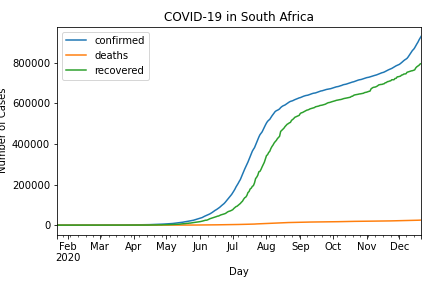 COVID-19 in South Africa
confirmed
deaths
recovered
800000
600000
400000
200000
0
Number of Cases
Feb Mar Apr May Jun Jul Aug Sep Oct Nov Dec
2020
Day